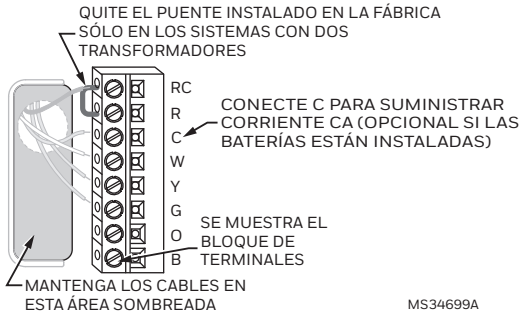 QUITE EL PUENTE INSTALADO EN LA FÁBRICA
SÓLO EN LOS SISTEMAS CON DOS
TRANSFORMADORES
RC
R
C
W
Y
G
O
B
CONECTE C PARA SUMINISTRAR
CORRIENTE CA (OPCIONAL SI LAS
BATERÍAS ESTÁN INSTALADAS)
SE MUESTRA EL
BLOQUE DE
TERMINALES
MANTENGA LOS CABLES EN
ESTA ÁREA SOMBREADA
MS34699A